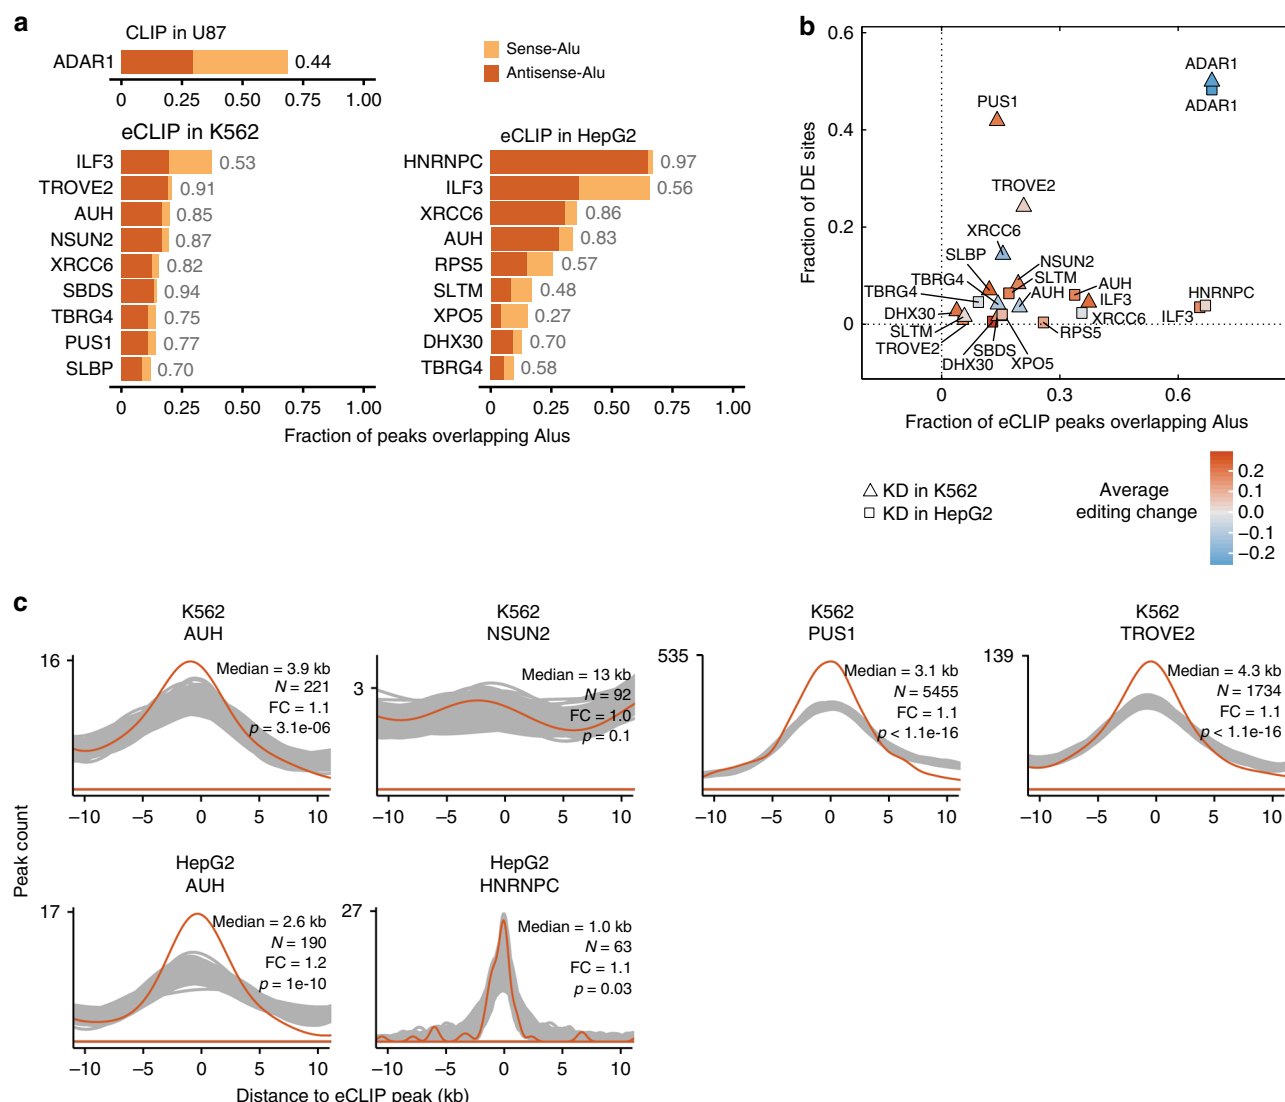 a
CLIP in U87
ADAR1 0.44
0 0.25 0.50 0.75 1.00
Sense-Alu
Antisense-Alu
eCLIP in K562
ILF3 0.53
TROVE2 0.91
AUH 0.85
NSUN2 0.87
XRCC6 0.82
SBDS 0.94
TBRG4 0.75
PUS1 0.77
SLBP 0.70
0 0.25 0.50 0.75 1.00
eCLIP in HepG2
HNRNPC 0.97
ILF3 0.56
XRCC6 0.86
AUH 0.83
RPS5 0.57
SLTM 0.48
XPO5 0.27
DHX30 0.70
TBRG4 0.58
0 0.25 0.50 0.75 1.00
Fraction of peaks overlapping Alus
b
Fraction of DE sites
0.6
0.4
0.2
0
ADAR1
ADAR1
PUS1
TROVE2
XRCC6
SLBP
NSUN2
SLTM
TBRG4
AUH
AUH
TBRG4
ILF3
HNRNPC
DHX30
XRCC6
ILF3
SLTM
RPS5
TROVE2
SBDS
DHX30
XPO5
0 0.3 0.6
Fraction of eCLIP peaks overlapping Alus
KD in K562
KD in HepG2
Average
editing change
0.2
0.1
0.0
−0.1
−0.2
c
Peak count
K562
AUH
16
Median = 3.9 kb
N = 221
FC = 1.1
p = 3.1e-06
−10 −5 0 5 10
K562
NSUN2
3
Median = 13 kb
N = 92
FC = 1.0
p = 0.1
−10 −5 0 5 10
K562
PUS1
535
Median = 3.1 kb
N = 5455
FC = 1.1
p < 1.1e-16
−10 −5 0 5 10
K562
TROVE2
139
Median = 4.3 kb
N = 1734
FC = 1.1
p < 1.1e-16
−10 −5 0 5 10
HepG2
AUH
17
Median = 2.6 kb
N = 190
FC = 1.2
p = 1e-10
−10 −5 0 5 10
HepG2
HNRNPC
27
Median = 1.0 kb
N = 63
FC = 1.1
p = 0.03
−10 −5 0 5 10
Distance to eCLIP peak (kb)